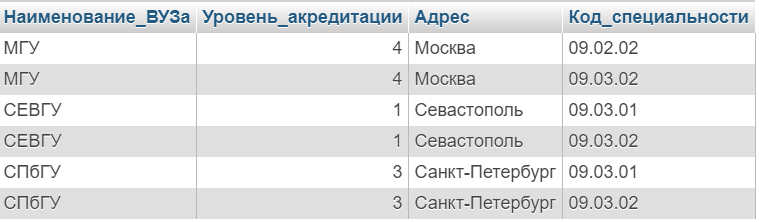 Наименование_ВУЗа Уровень_акредитации Адрес Код_специальности
МГУ 4 Москва 09.02.02
МГУ 4 Москва 09.03.02
СЕВГУ 1 Севастополь 09.03.01
СЕВГУ 1 Севастополь 09.03.02
СПбГУ 3 Санкт-Петербург 09.03.01
СПбГУ 3 Санкт-Петербург 09.03.02